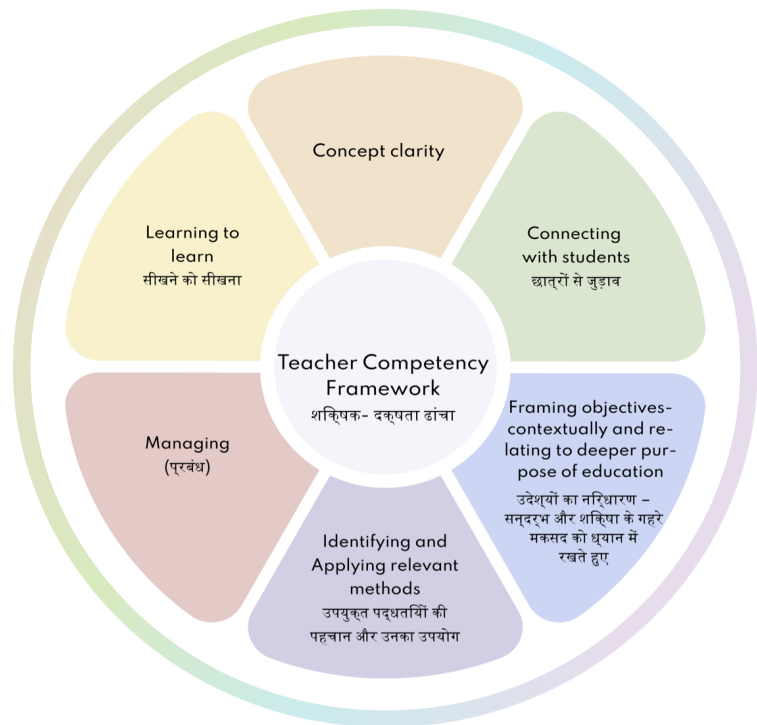 Concept clarity
Connecting
with students
छात्रों से जुड़ाव
Framing objectives-
contextually and re-
lating to deeper pur-
pose of education
उदेश्यों का निर्धारण –
सन्दर्भ और शिक्षा के गहरे
मकसद को ध्यान में
रखते हुए
Identifying and
Applying relevant
methods
उपयुक्त पद्धतियों की
पहचान और उनका उपयोग
Managing
(प्रबंध)
Learning to
learn
सीखने को सीखना
Teacher Competency
Framework
शिक्षक- दक्षता ढांचा